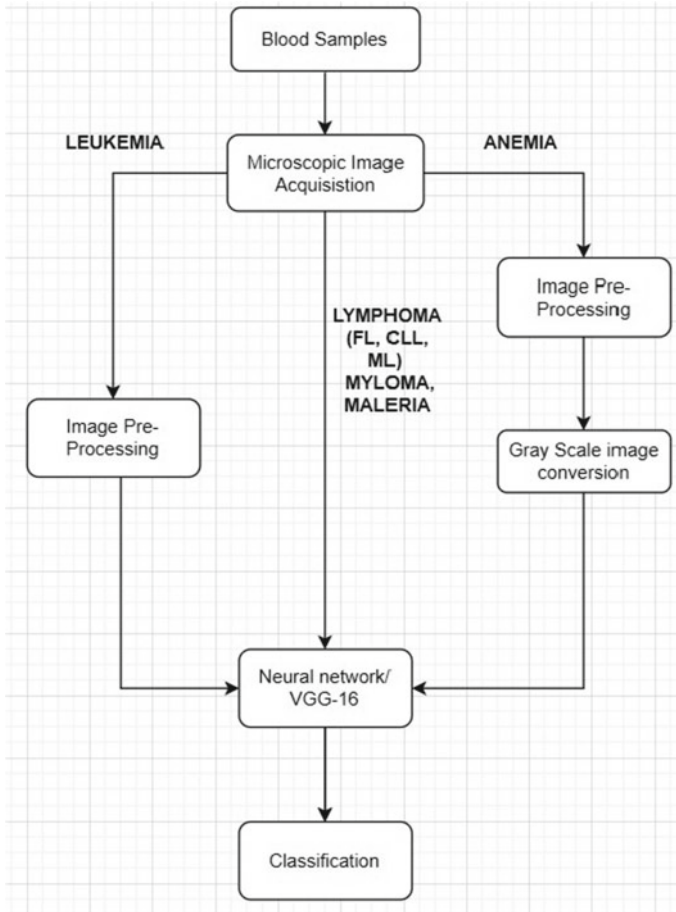 Blood Samples
LEUKEMIA
ANEMIA
Microscopic Image
Acquisistion
Image Pre-
Processing
LYMPHOMA
(FL, CLL,
ML)
MYLOMA,
MALERIA
Image Pre-
Processing
Gray Scale image
conversion
Neural network/
VGG-16
Classification